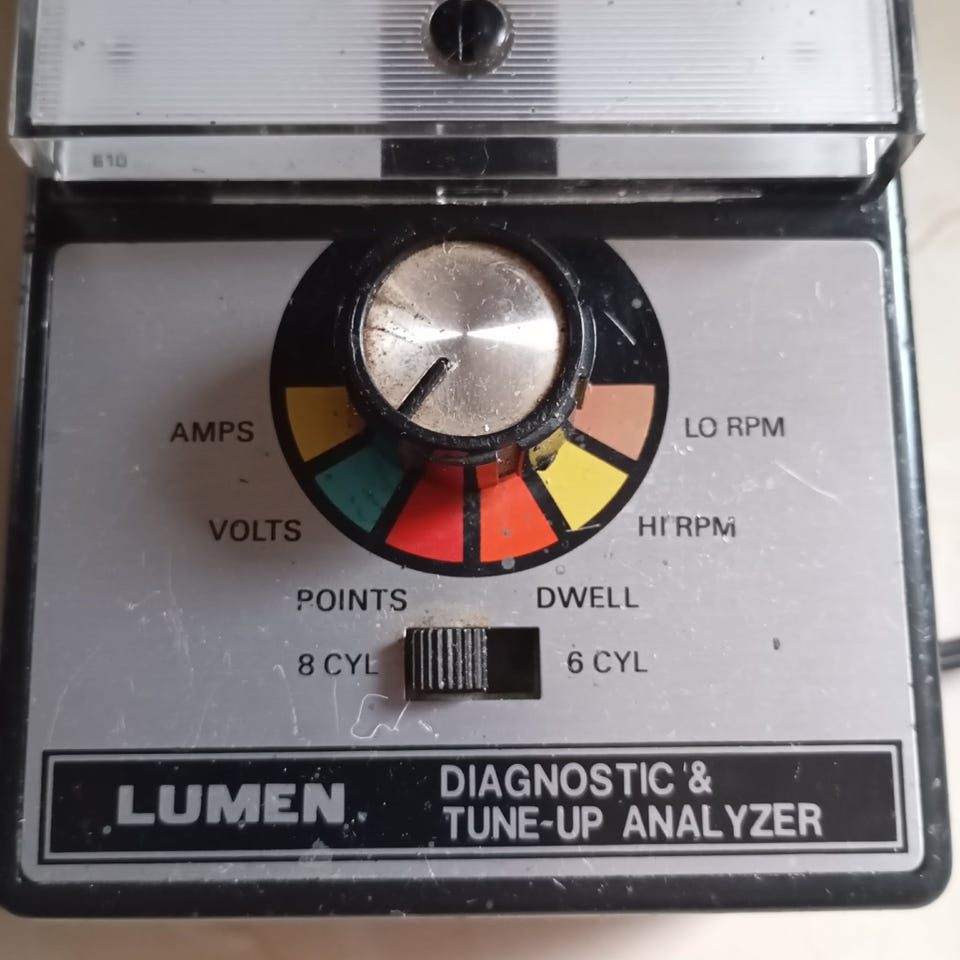 AMPS
LO RPM
VOLTS
HI RPM
POINTS
DWELL
8 CYL
6 CYL
LUMEN
DIAGNOSTIC &
TUNE-UP ANALYZER